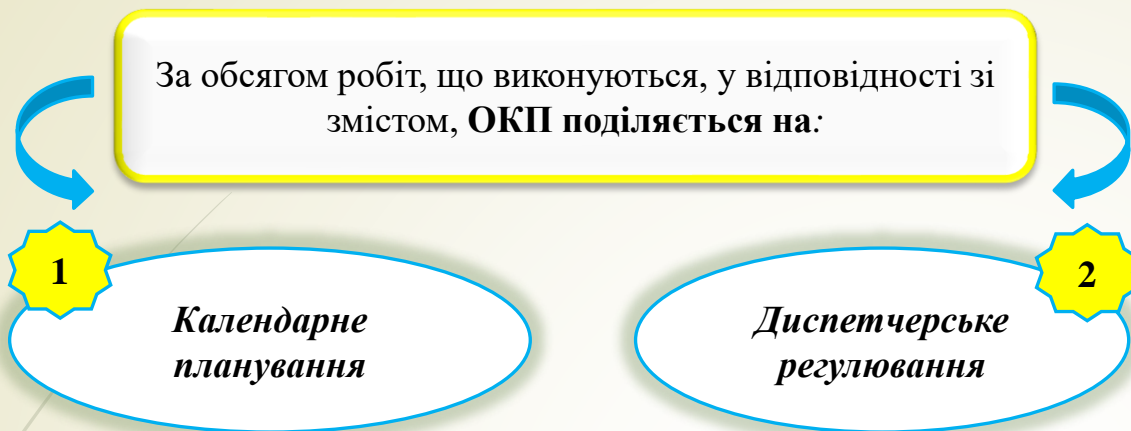 За обсягом робіт, що виконуються, у відповідності зі
змістом, ОКП поділяється на:
1
Календарне
планування
2
Диспетчерське
регулювання